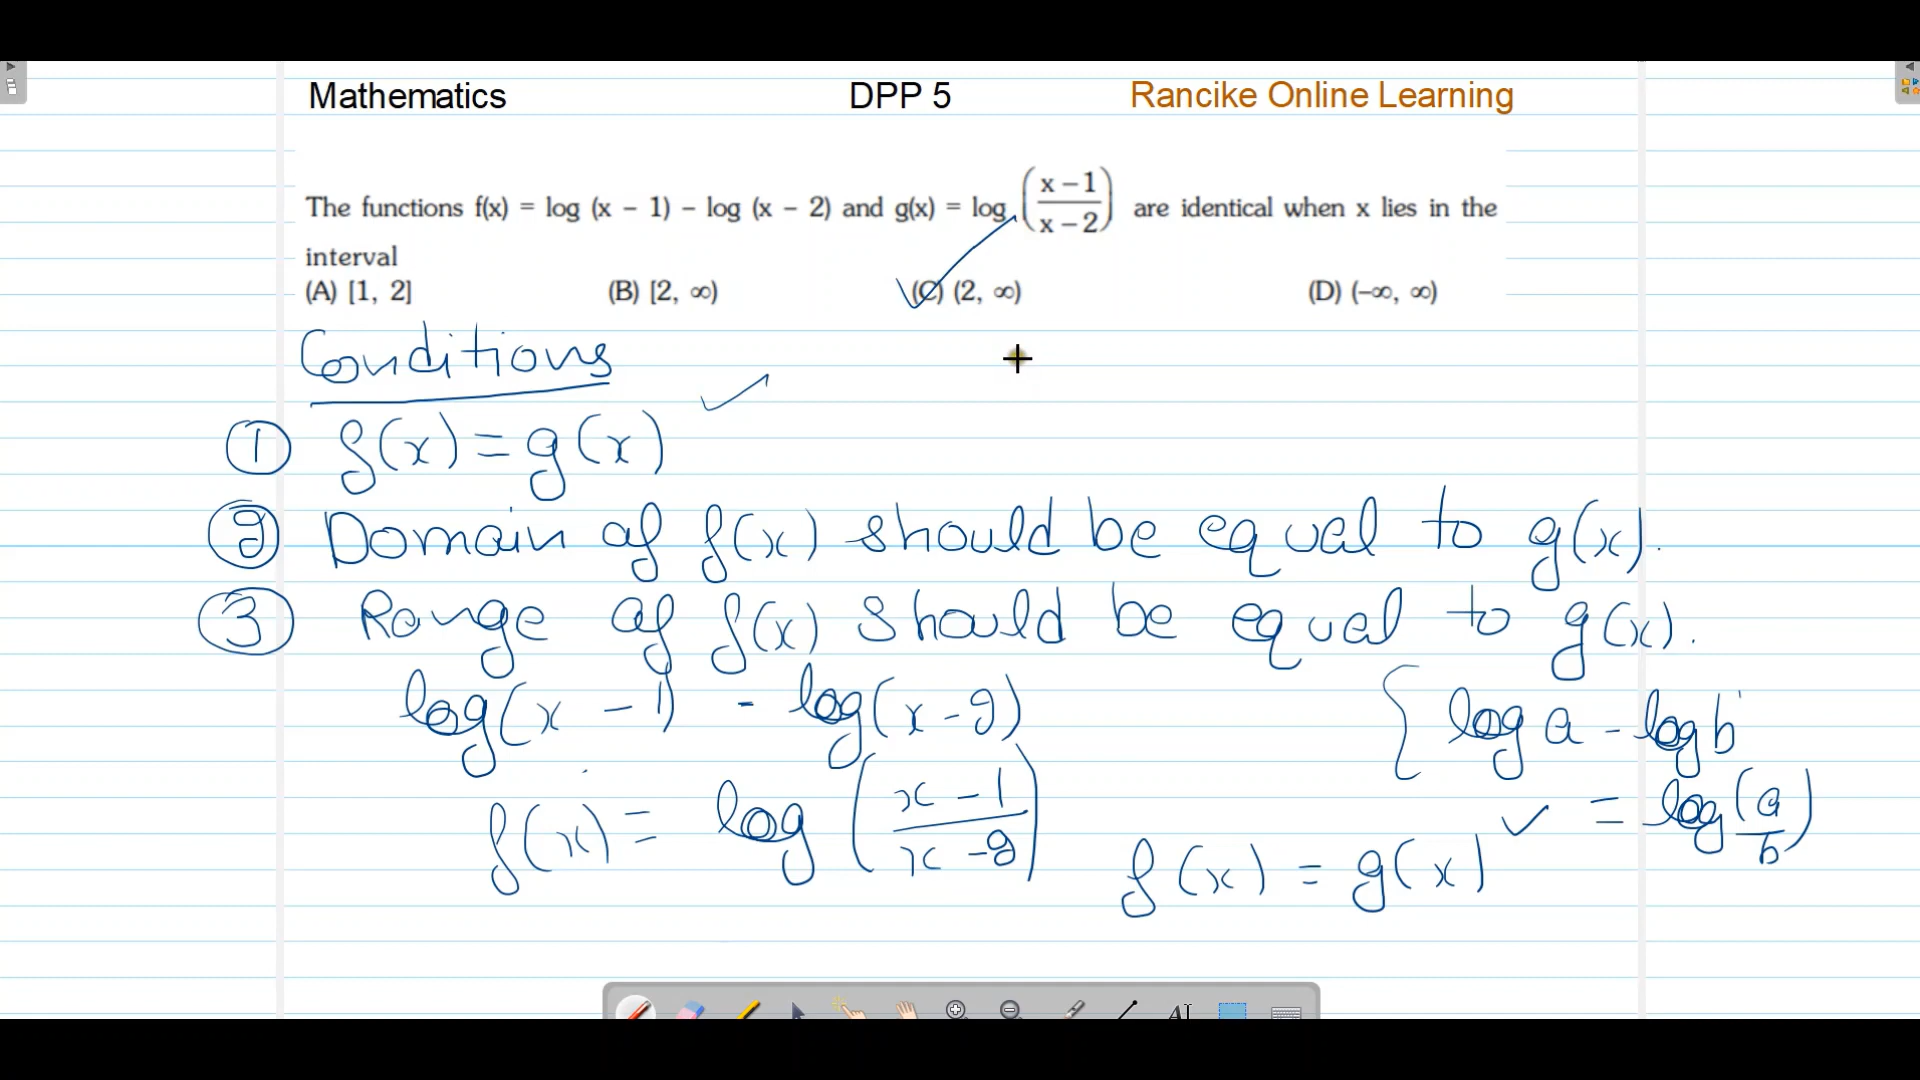 Mathematics DPP 5 Rancike Online Learning
The functions f(x) = log (x − 1) − log (x − 2) and g(x) = log ((x − 1)/(x − 2)) are identical when x lies in the
interval
(A) [1, 2] (B) [2, ∞) (C) (2, ∞) (D) (−∞, ∞)
Conditions
① f(x) = g(x) ✓
② Domain of f(x) should be equal to g(x).
③ Range of f(x) should be equal to g(x).
log(x − 1) − log(x − 2) { log a − log b
f(x) = log ((x − 1)/(x − 2)) f(x) = g(x) ✓ = log(a/b)